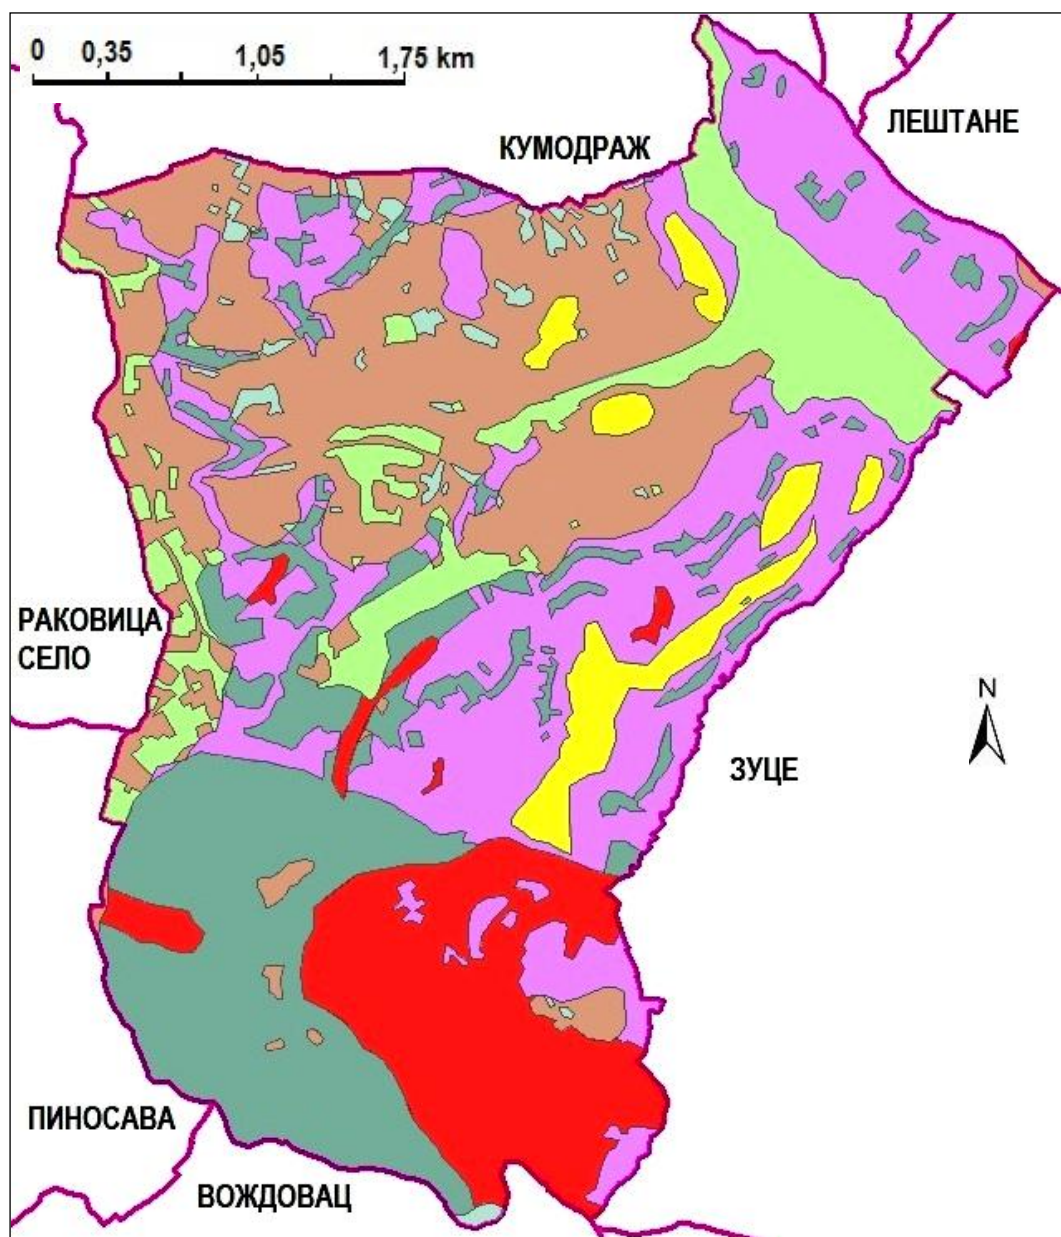 0 0,35 1,05 1,75 km
ЛЕШТАНЕ
КУМОДРАЖ
РАКОВИЦА
СЕЛО
N
ЗУЦЕ
ПИНОСАВА
ВОЖДОВАЦ